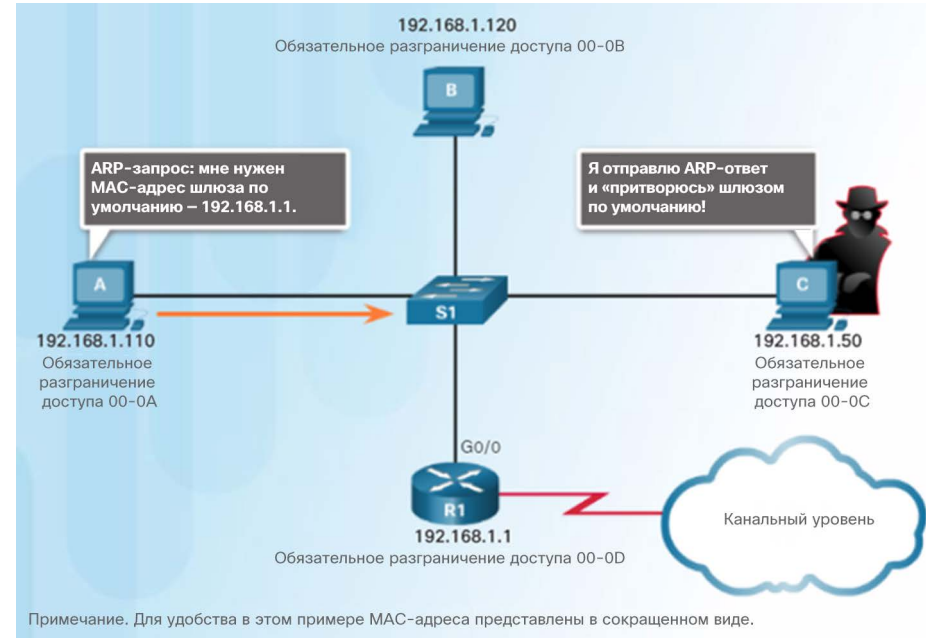 192.168.1.120
Обязательное разграничение доступа 00-0B
B
ARP-запрос: мне нужен
MAC-адрес шлюза по
умолчанию – 192.168.1.1.
Я отправлю ARP-ответ
и «притворюсь» шлюзом
по умолчанию!
A
S1
C
192.168.1.110
Обязательное
разграничение
доступа 00-0A
192.168.1.50
Обязательное
разграничение
доступа 00-0C
G0/0
R1
192.168.1.1
Обязательное разграничение доступа 00-0D
Канальный уровень
Примечание. Для удобства в этом примере MAC-адреса представлены в сокращенном виде.